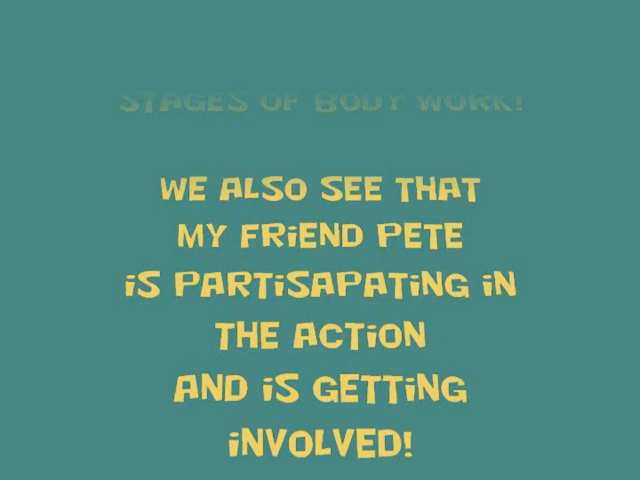 STAGES OF BODY WORK!
WE ALSO SEE THAT
MY FRIEND PETE
iS PARTiSAPATiNG iN
THE ACTiON
AND iS GETTiNG
iNVOLVED!